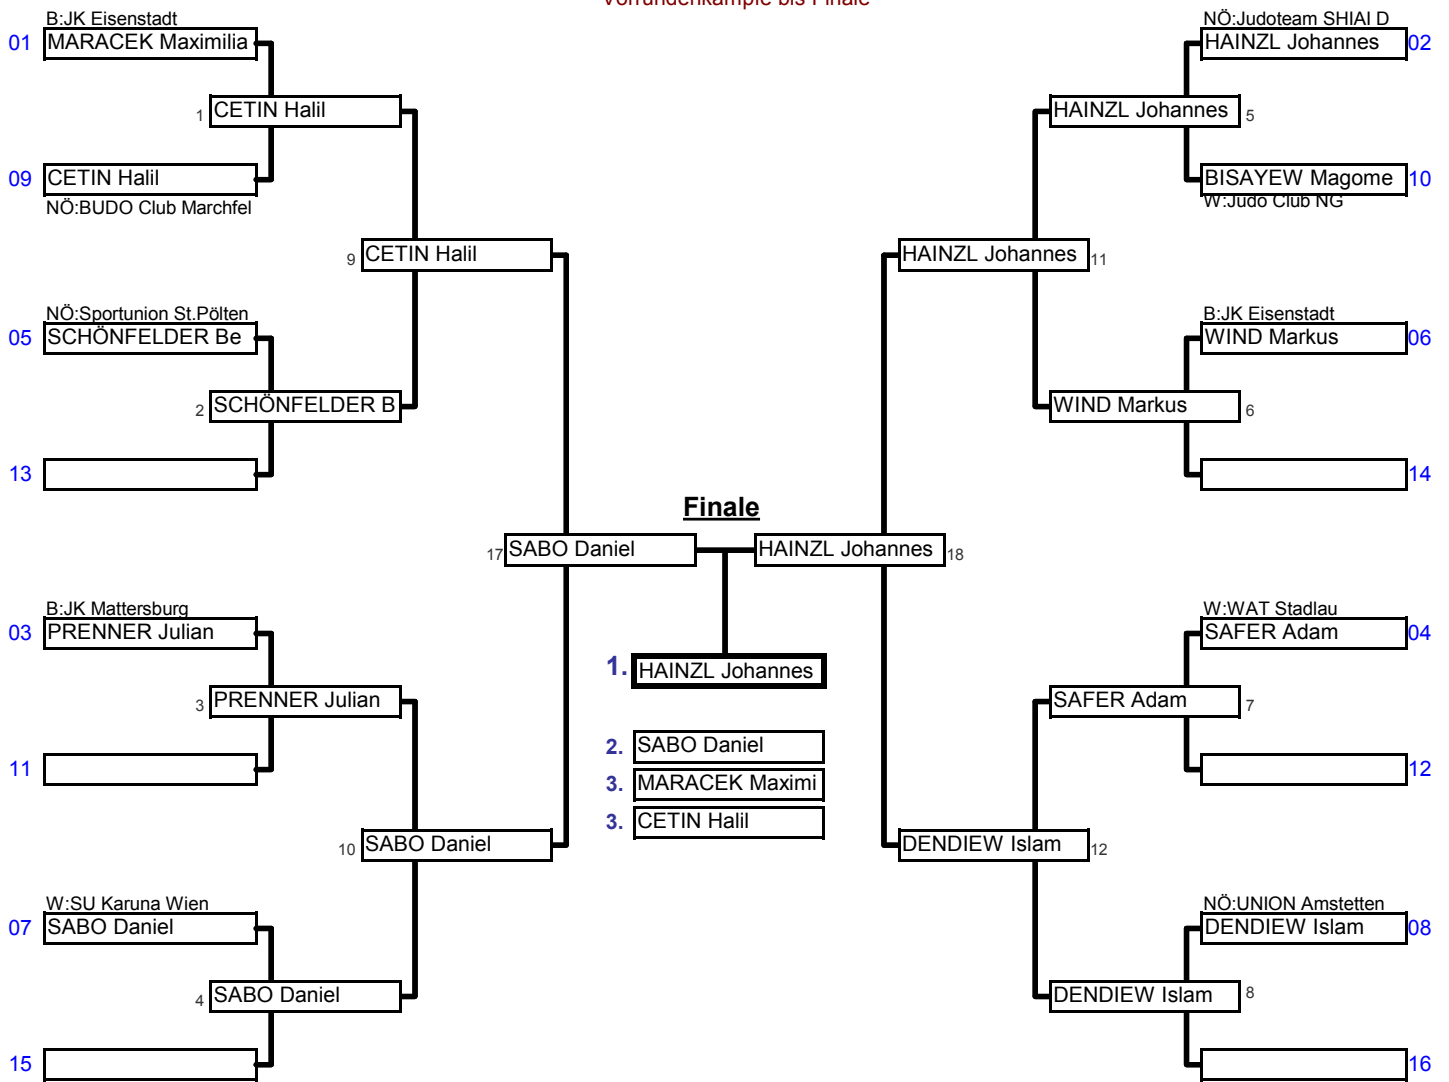 Vorrundenkämpfe bis Finale
B:JK Eisenstadt
01 MARACEK Maximilia
1 CETIN Halil
09 CETIN Halil
NÖ:BUDO Club Marchfel
9 CETIN Halil
NÖ:Sportunion St.Pölten
05 SCHÖNFELDER Be
2 SCHÖNFELDER B
13
17 SABO Daniel
B:JK Mattersburg
03 PRENNER Julian
3 PRENNER Julian
11
10 SABO Daniel
W:SU Karuna Wien
07 SABO Daniel
4 SABO Daniel
15
Finale
1. HAINZL Johannes
2. SABO Daniel
3. MARACEK Maximi
3. CETIN Halil
NÖ:Judoteam SHIAI D
HAINZL Johannes 02
HAINZL Johannes 5
BISAYEW Magome 10
W:Judo Club NG
HAINZL Johannes 11
B:JK Eisenstadt
WIND Markus 06
WIND Markus 6
14
HAINZL Johannes 18
W:WAT Stadlau
SAFER Adam 04
SAFER Adam 7
12
DENDIEW Islam 12
NÖ:UNION Amstetten
DENDIEW Islam 08
DENDIEW Islam 8
16